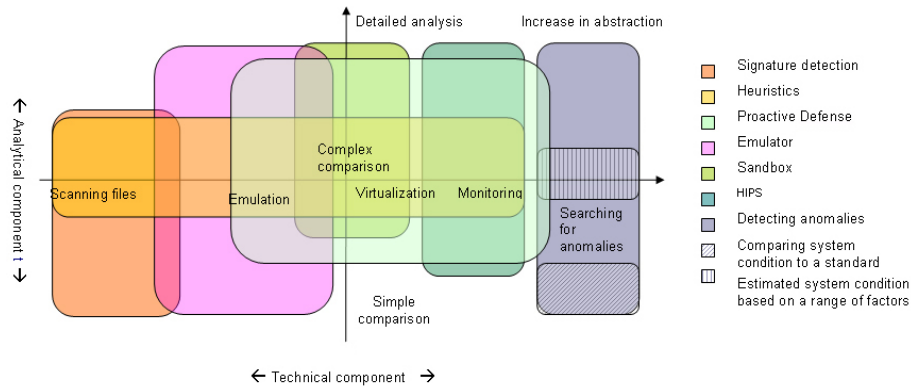 Detailed analysis
Increase in abstraction
Analytical component t
Complex
comparison
Scanning files
Emulation
Virtualization
Monitoring
Searching
for
anomalies
Simple
comparison
Technical component
Signature detection
Heuristics
Proactive Defense
Emulator
Sandbox
HIPS
Detecting anomalies
Comparing system
condition to a standard
Estimated system condition
based on a range of factors